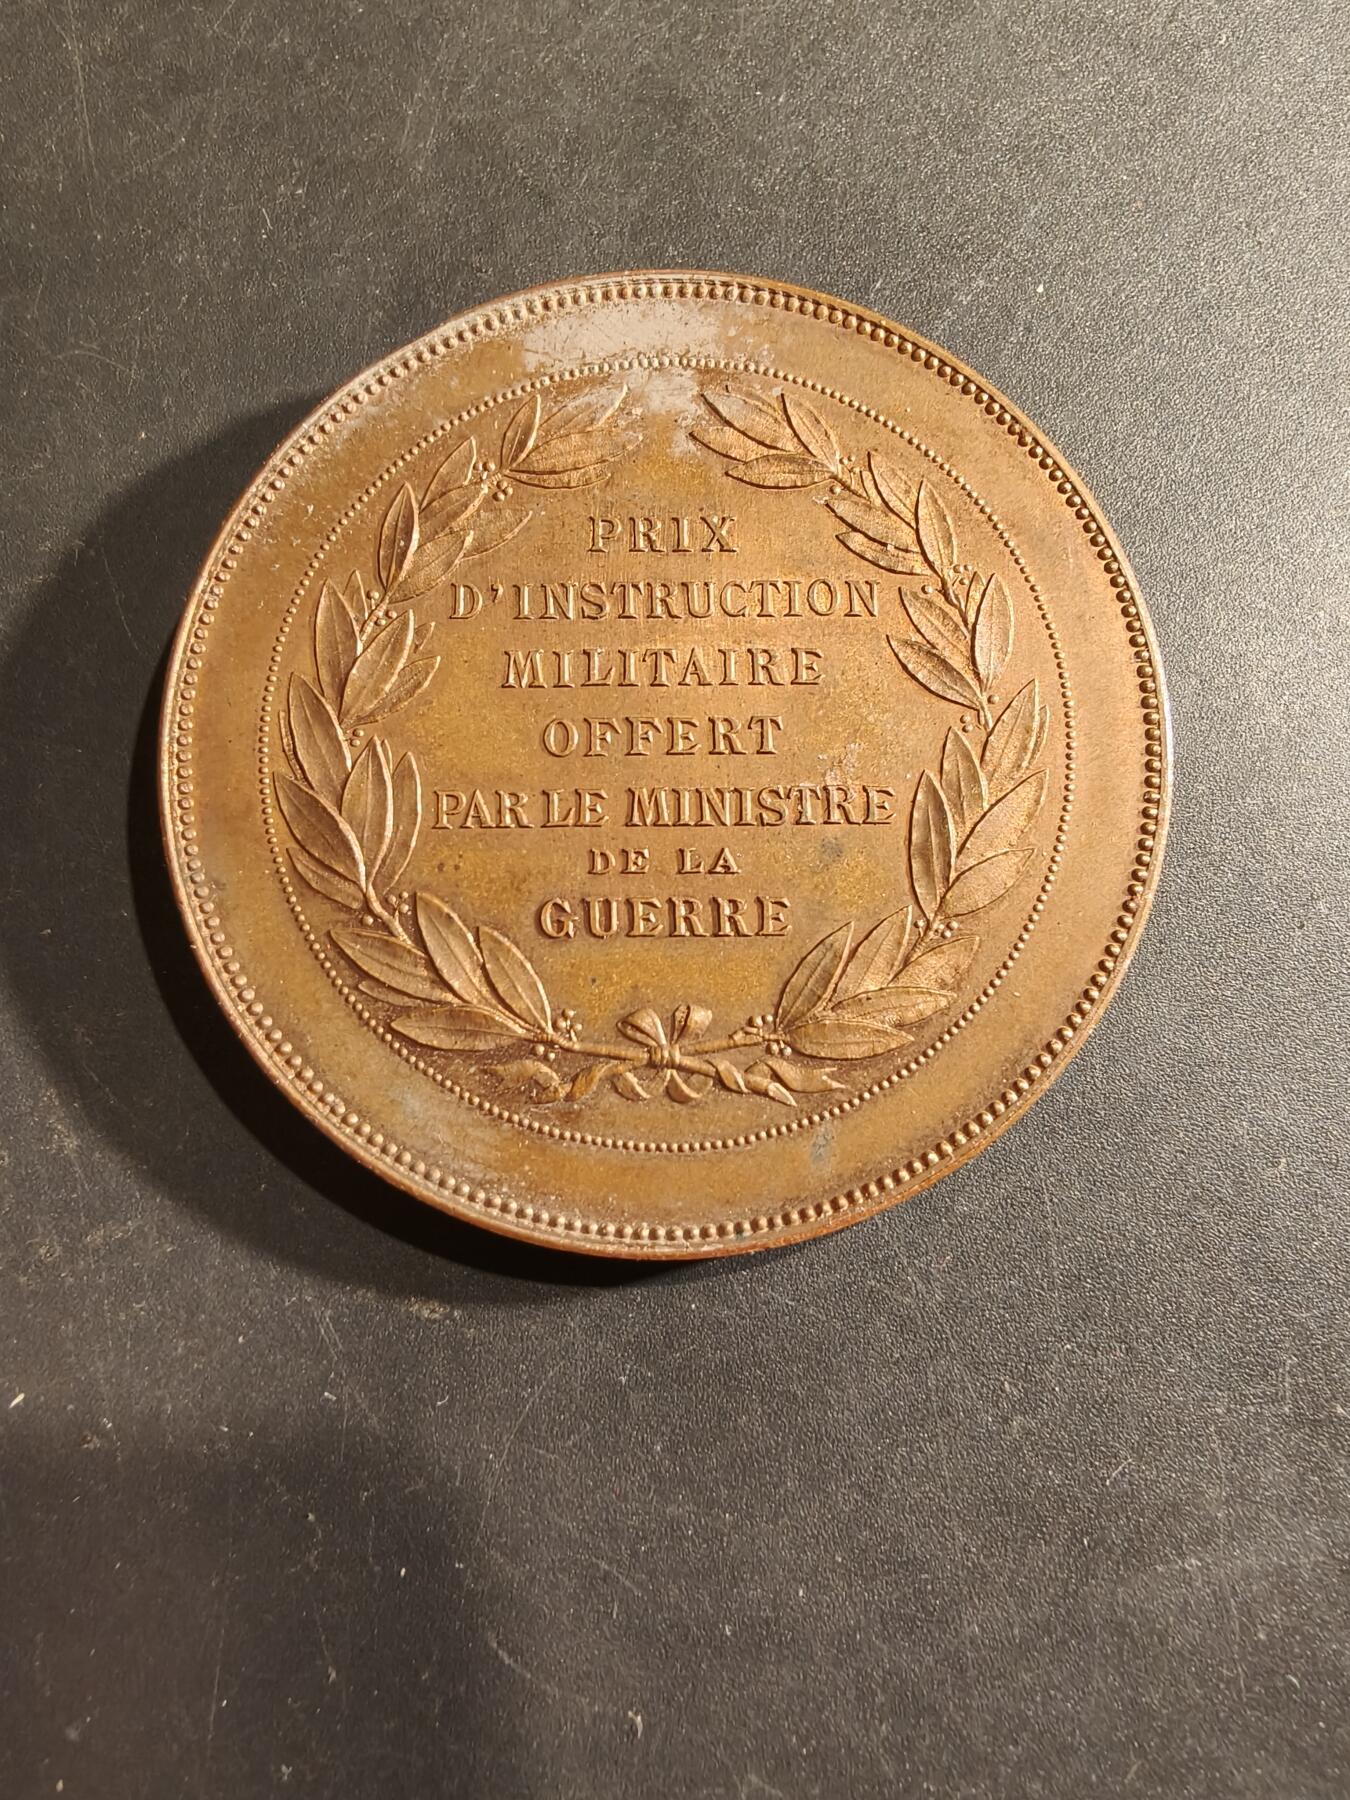 PRIX
D'INSTRUCTION
MILITAIRE
OFFERT
PAR LE MINISTRE
DE LA
GUERRE